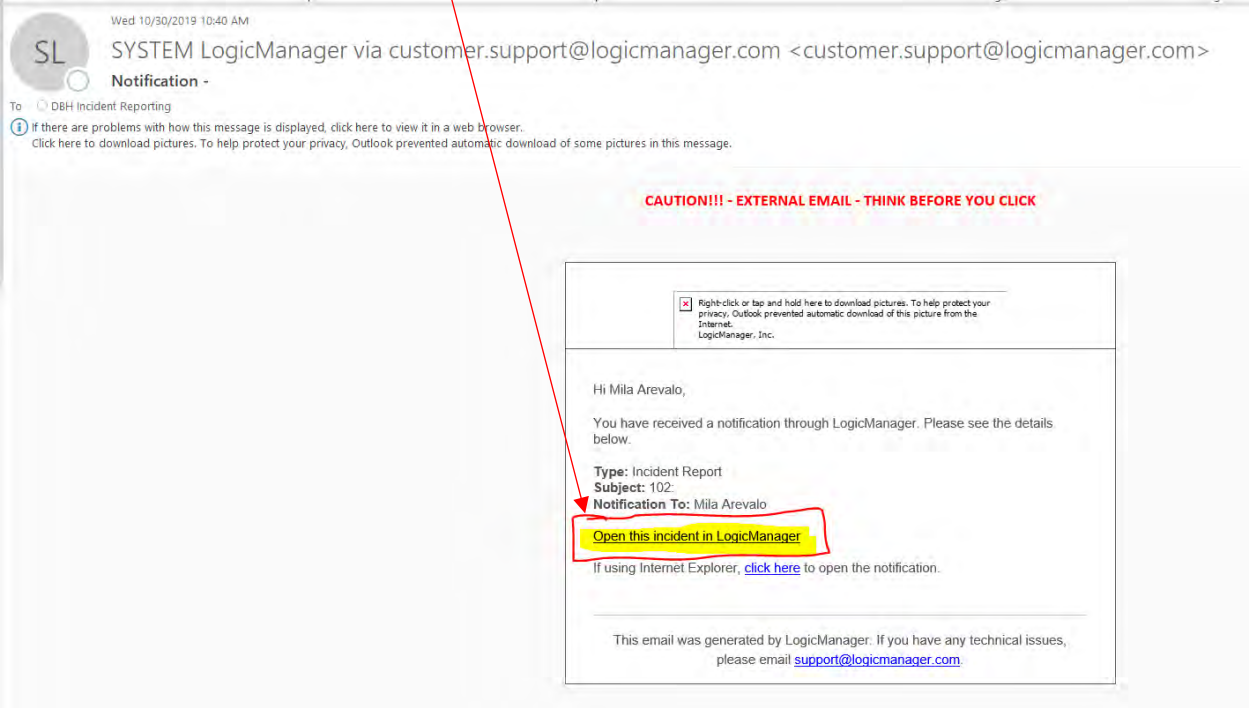 Wed 10/30/2019 10:40 AM
SL
SYSTEM LogicManager via customer.support@logicmanager.com <customer.support@logicmanager.com>
Notification -
To DBH Incident Reporting
If there are problems with how this message is displayed, click here to view it in a web browser.
Click here to download pictures. To help protect your privacy, Outlook prevented automatic download of some pictures in this message.
CAUTION!!! - EXTERNAL EMAIL - THINK BEFORE YOU CLICK
Right-click or tap and hold here to download pictures. To help protect your
privacy, Outlook prevented automatic download of this picture from the
Internet.
LogicManager, Inc.
Hi Mila Arevalo,
You have received a notification through LogicManager. Please see the details
below.
Type: Incident Report
Subject: 102:
Notification To: Mila Arevalo
Open this incident in LogicManager
If using Internet Explorer, click here to open the notification.
This email was generated by LogicManager. If you have any technical issues,
please email support@logicmanager.com.